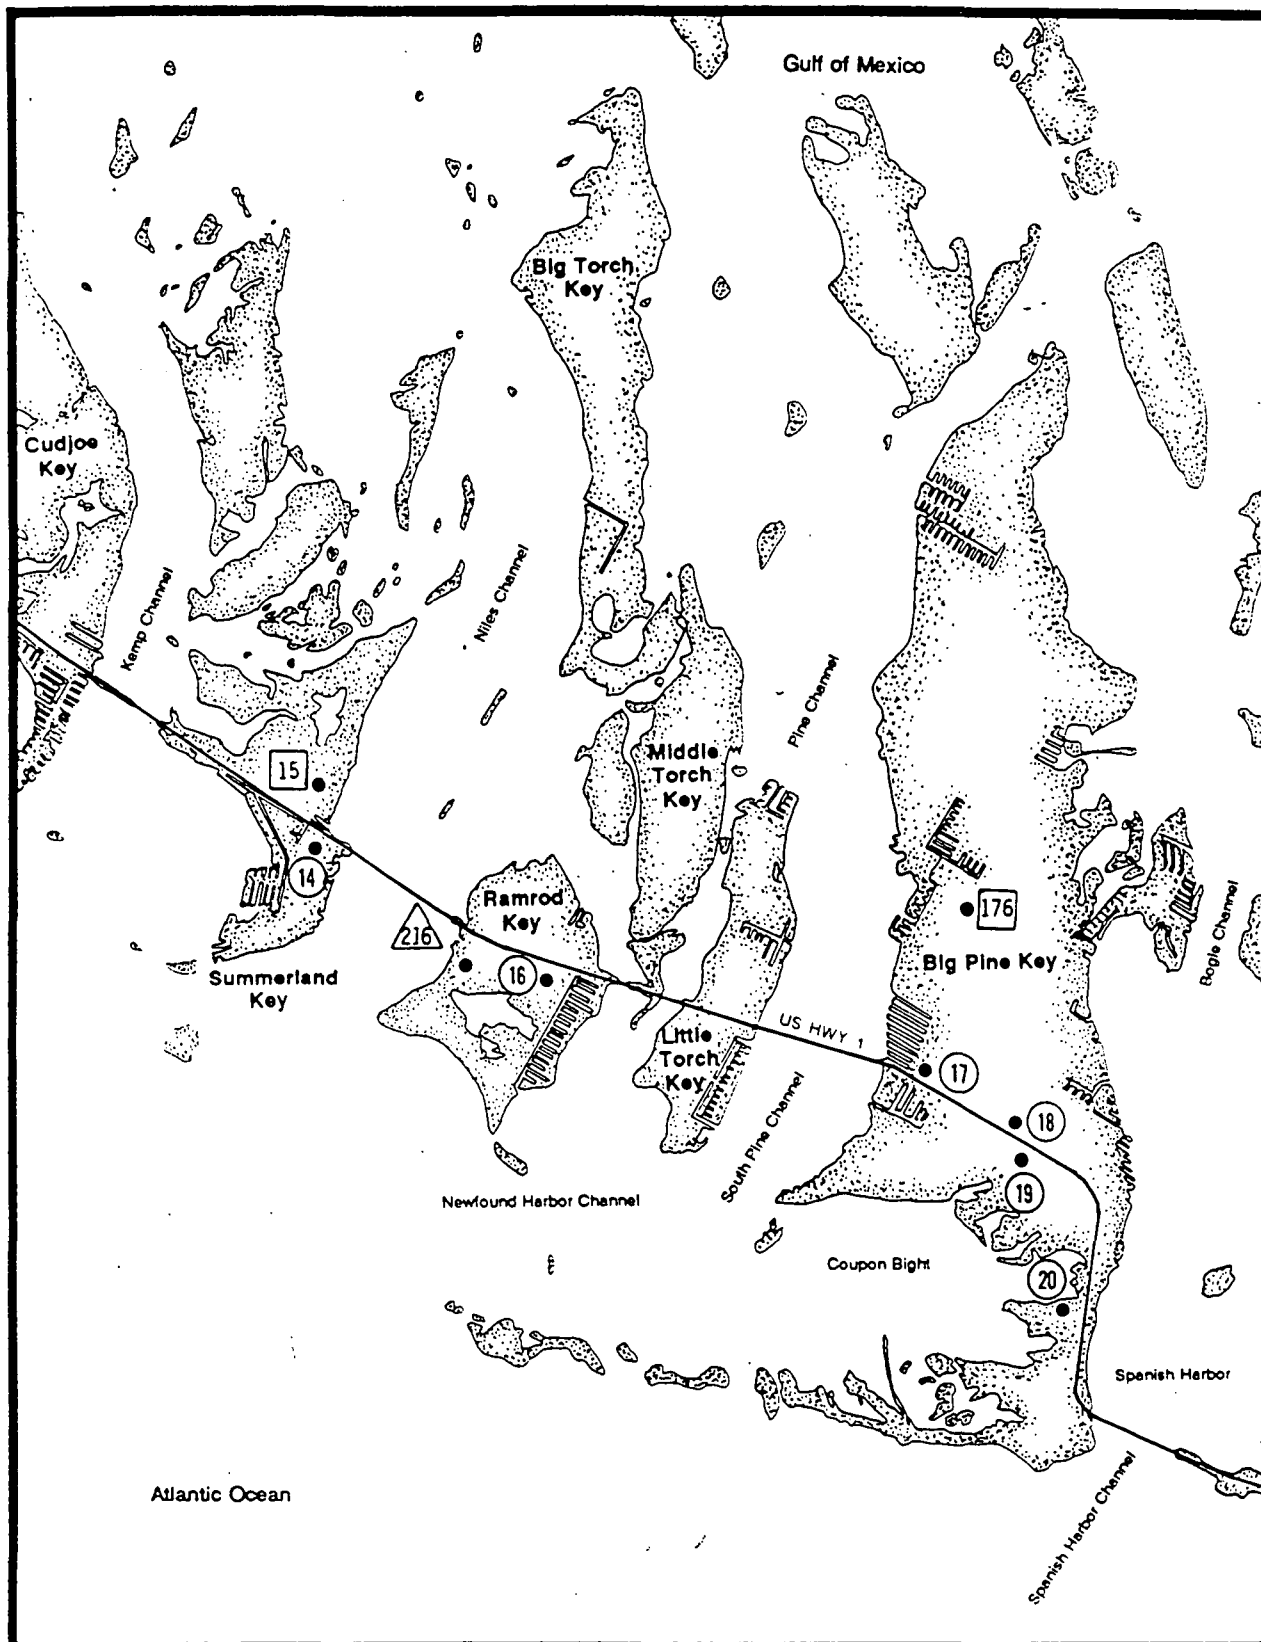 Gulf of Mexico
Big Torch
Key
Cudjoe
Key
Kemp Channel
Niles Channel
Pine Channel
Middle
Torch
Key
15
14
Ramrod
Key
216
16
176
Big Pine Key
Bogie Channel
Summerland
Key
US HWY 1
Little
Torch
Key
17
18
South Pine Channel
19
Newfound Harbor Channel
Coupon Bight
20
Spanish Harbor
Atlantic Ocean
Spanish Harbor Channel